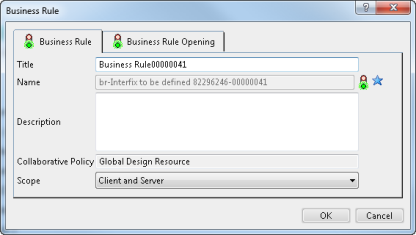 Business Rule
Business Rule
Business Rule Opening
Title
Business Rule00000041
Name
br-Interfix to be defined 82296246-00000041
Description
Collaborative Policy Global Design Resource
Scope
Client and Server
OK
Cancel